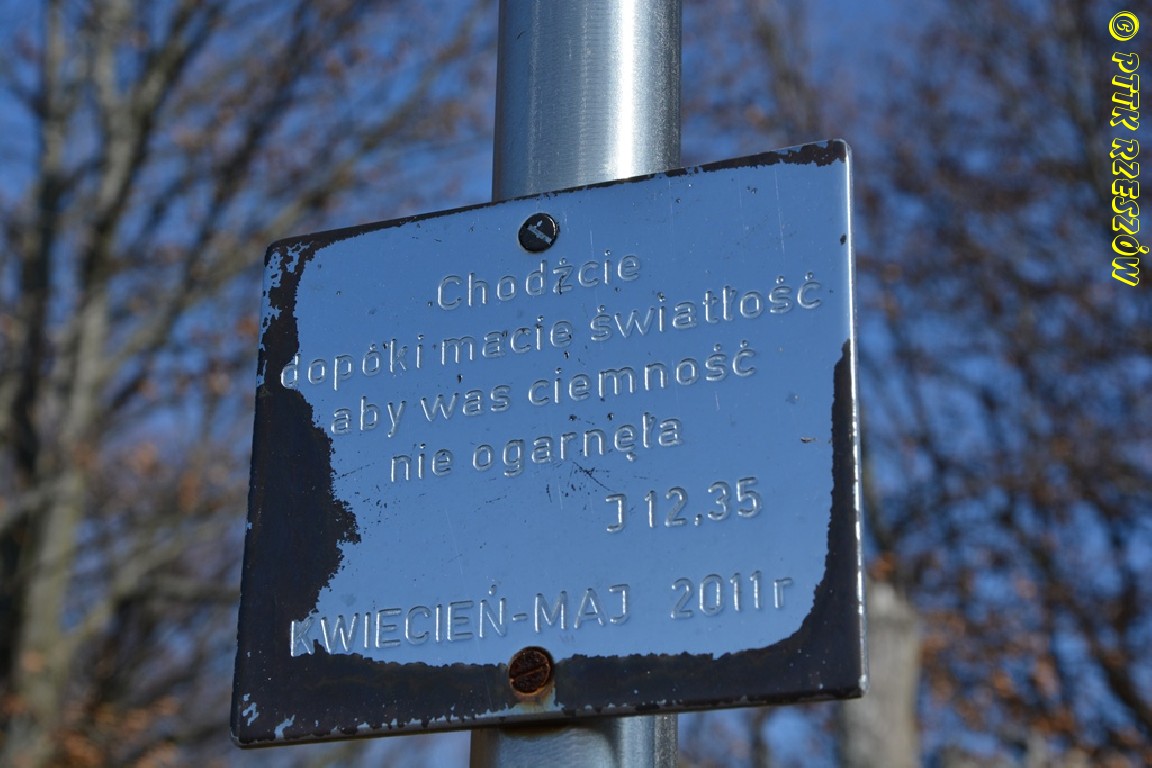 Chodźcie
dopóki macie światłość
aby was ciemność
nie ogarnęła
J 12.35
KWIECIEŃ-MAJ 2011r
© PTTK RZESZÓW